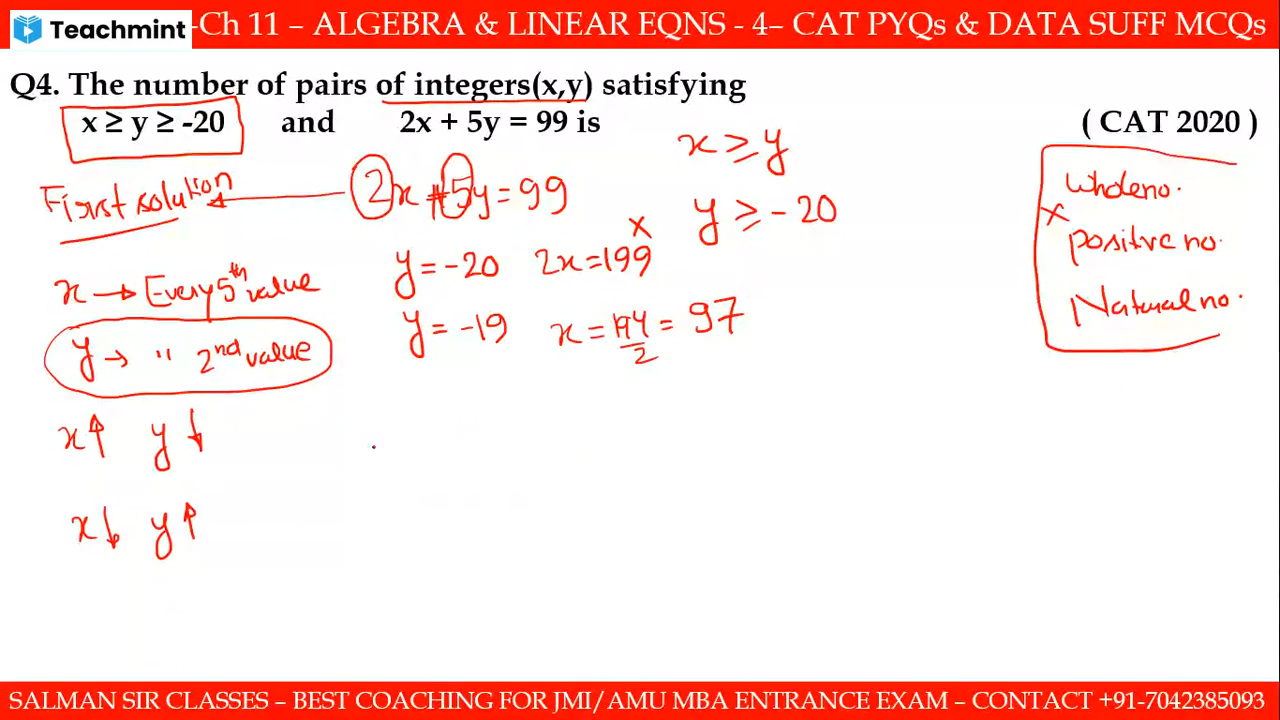 Teachmint -Ch 11 – ALGEBRA & LINEAR EQNS - 4– CAT PYQs & DATA SUFF MCQs
Q4. The number of pairs of integers(x,y) satisfying
x ≥ y ≥ -20 and 2x + 5y = 99 is ( CAT 2020 )
x ≥ y
First solution 2x + 5y = 99
whole no.
y ≥ - 20
x
x
positive no.
y = -20 2x = 199
x → Every 5th value
Natural no.
y = -19 x = 194/2 = 97
y → " 2nd value
x↑ y↓
x↓ y↑
SALMAN SIR CLASSES – BEST COACHING FOR JMI/AMU MBA ENTRANCE EXAM – CONTACT +91-7042385093